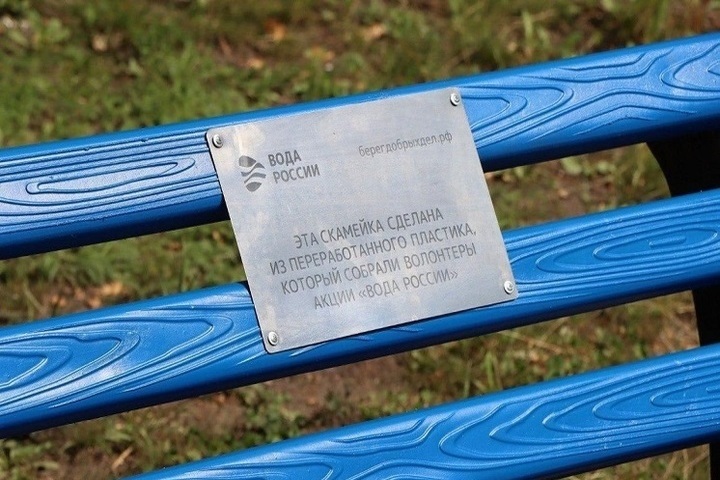 ВОДА
РОССИИ
берегдобрыхдел.рф
ЭТА СКАМЕЙКА СДЕЛАНА
ИЗ ПЕРЕРАБОТАННОГО ПЛАСТИКА,
КОТОРЫЙ СОБРАЛИ ВОЛОНТЕРЫ
АКЦИИ «ВОДА РОССИИ»